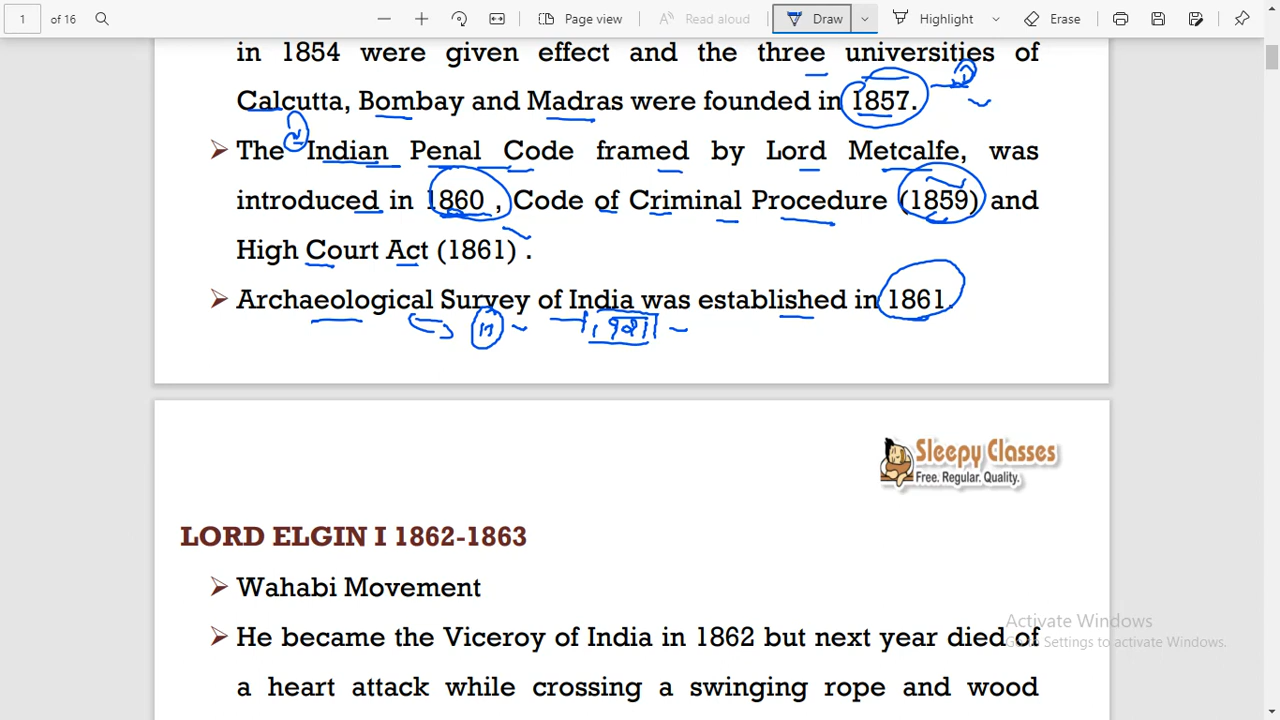 1 of 16 Page view Read aloud Draw Highlight Erase
in 1854 were given effect and the three universities of
Calcutta, Bombay and Madras were founded in 1857.
The Indian Penal Code framed by Lord Metcalfe, was
introduced in 1860 , Code of Criminal Procedure (1859) and
High Court Act (1861) .
Archaeological Survey of India was established in 1861
Sleepy Classes
Free. Regular. Quality.
LORD ELGIN I 1862-1863
Wahabi Movement
He became the Viceroy of India in 1862 but next year died of
a heart attack while crossing a swinging rope and wood
Activate Windows
Go to Settings to activate Windows.